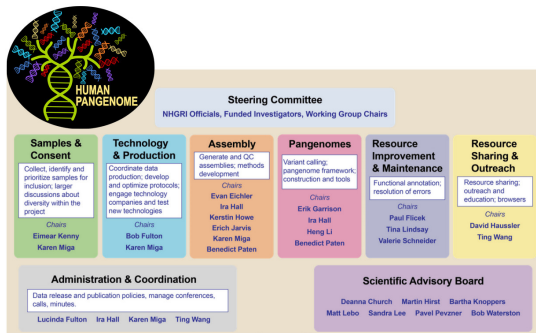 HUMAN
PANGENOME
Steering Committee
NHGRI Officials, Funded Investigators, Working Group Chairs
Samples &
Consent
Collect, identify and
prioritize samples for
inclusion; larger
discussions about
diversity within the
project
Chairs
Eimear Kenny
Karen Miga
Technology
& Production
Coordinate data
production; develop
and optimize protocols;
engage technology
companies and test
new technologies
Chairs
Bob Fulton
Karen Miga
Assembly
Generate and QC
assemblies; methods
development
Chairs
Evan Eichler
Ira Hall
Kerstin Howe
Erich Jarvis
Karen Miga
Benedict Paten
Pangenomes
Variant calling;
pangenome framework;
construction and tools
Chairs
Erik Garrison
Ira Hall
Heng Li
Benedict Paten
Resource
Improvement
& Maintenance
Functional annotation;
resolution of errors
Chairs
Paul Flicek
Tina Lindsay
Valerie Schneider
Resource
Sharing &
Outreach
Resource sharing;
outreach and
education; browsers
Chairs
David Haussler
Ting Wang
Administration & Coordination
Data release and publication policies, manage conferences,
calls, minutes.
Lucinda Fulton Ira Hall Karen Miga Ting Wang
Scientific Advisory Board
Deanna Church Martin Hirst Bartha Knoppers
Matt Lebo Sandra Lee Pavel Pevzner Bob Waterston